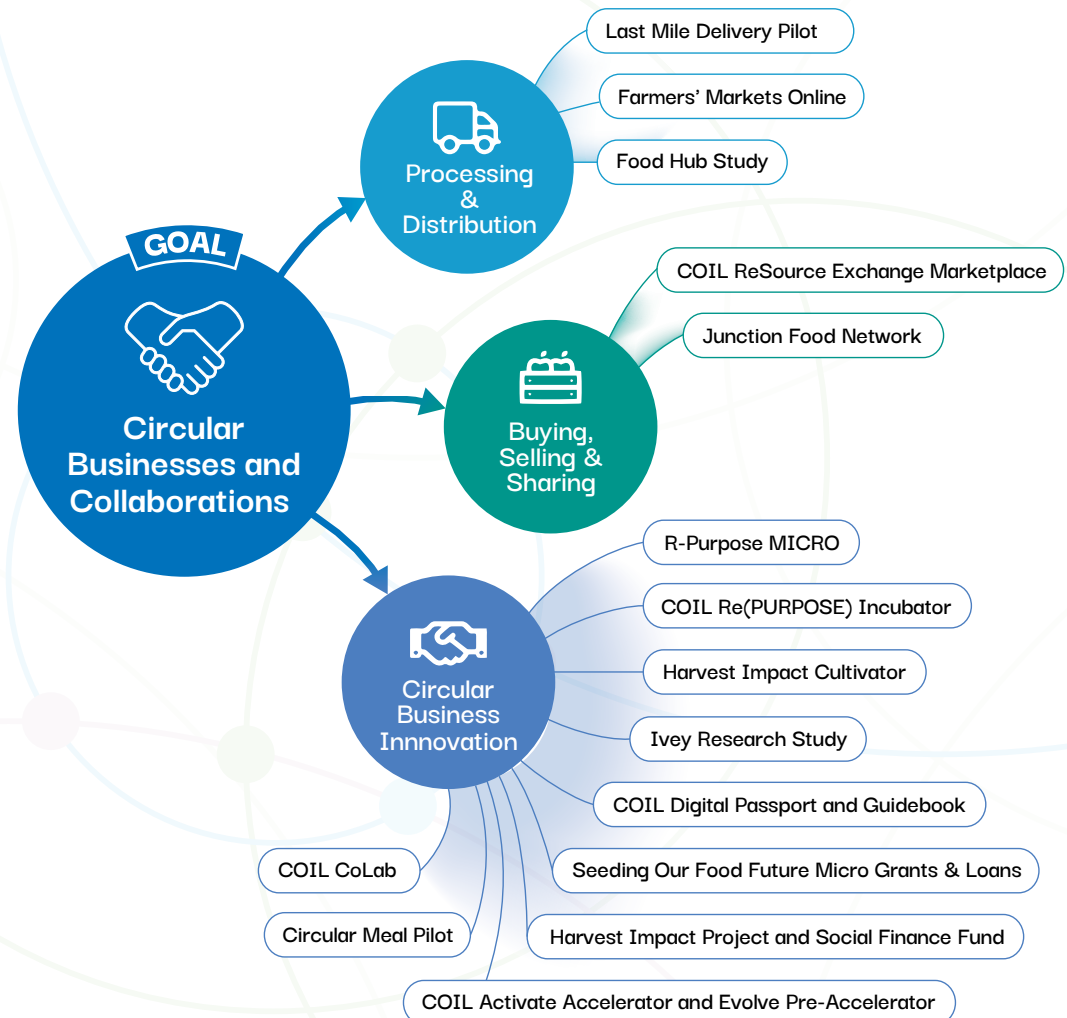 GOAL
Circular
Businesses and
Collaborations
Processing
&
Distribution
Last Mile Delivery Pilot
Farmers' Markets Online
Food Hub Study
Buying,
Selling &
Sharing
COIL ReSource Exchange Marketplace
Junction Food Network
Circular
Business
Innnovation
R-Purpose MICRO
COIL Re(PURPOSE) Incubator
Harvest Impact Cultivator
Ivey Research Study
COIL Digital Passport and Guidebook
Seeding Our Food Future Micro Grants & Loans
Harvest Impact Project and Social Finance Fund
COIL Activate Accelerator and Evolve Pre-Accelerator
Circular Meal Pilot
COIL CoLab